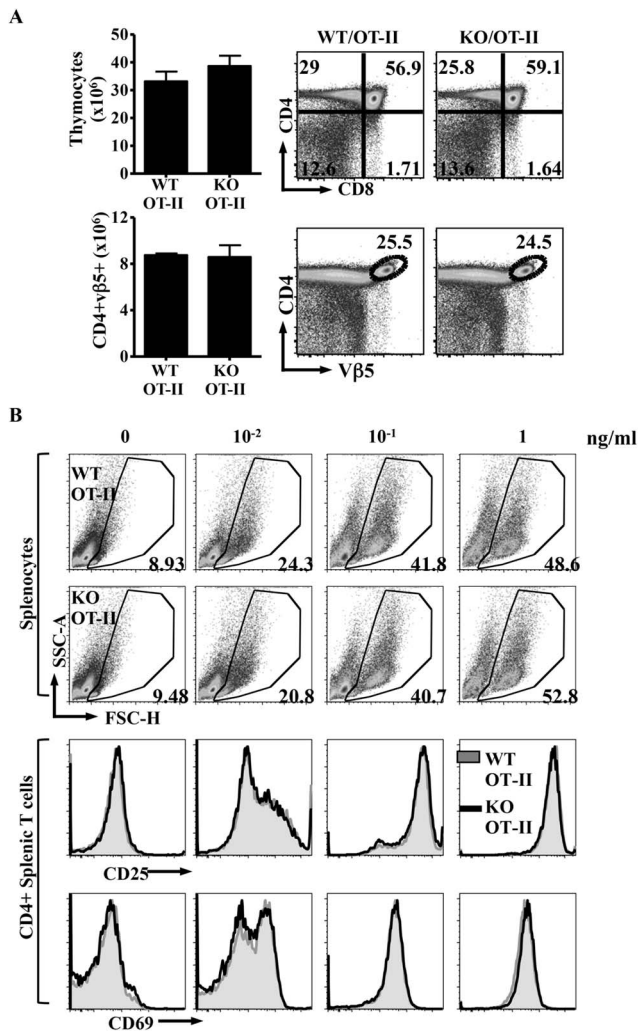 A
WT/OT-II KO/OT-II
Thymocytes
(x10⁶)
50
40
30
20
10
0
WT
OT-II
KO
OT-II
29 56.9
12.6 1.71
25.8 59.1
13.6 1.64
CD4
CD8
CD4+vβ5+ (x10⁶)
12
8
4
0
WT
OT-II
KO
OT-II
25.5
24.5
CD4
Vβ5
B
0 10⁻² 10⁻¹ 1 ng/ml
Splenocytes
WT
OT-II
8.93 24.3 41.8 48.6
KO
OT-II
9.48 20.8 40.7 52.8
SSC-A
FSC-H
CD4+ Splenic T cells
WT
OT-II
KO
OT-II
CD25
CD69